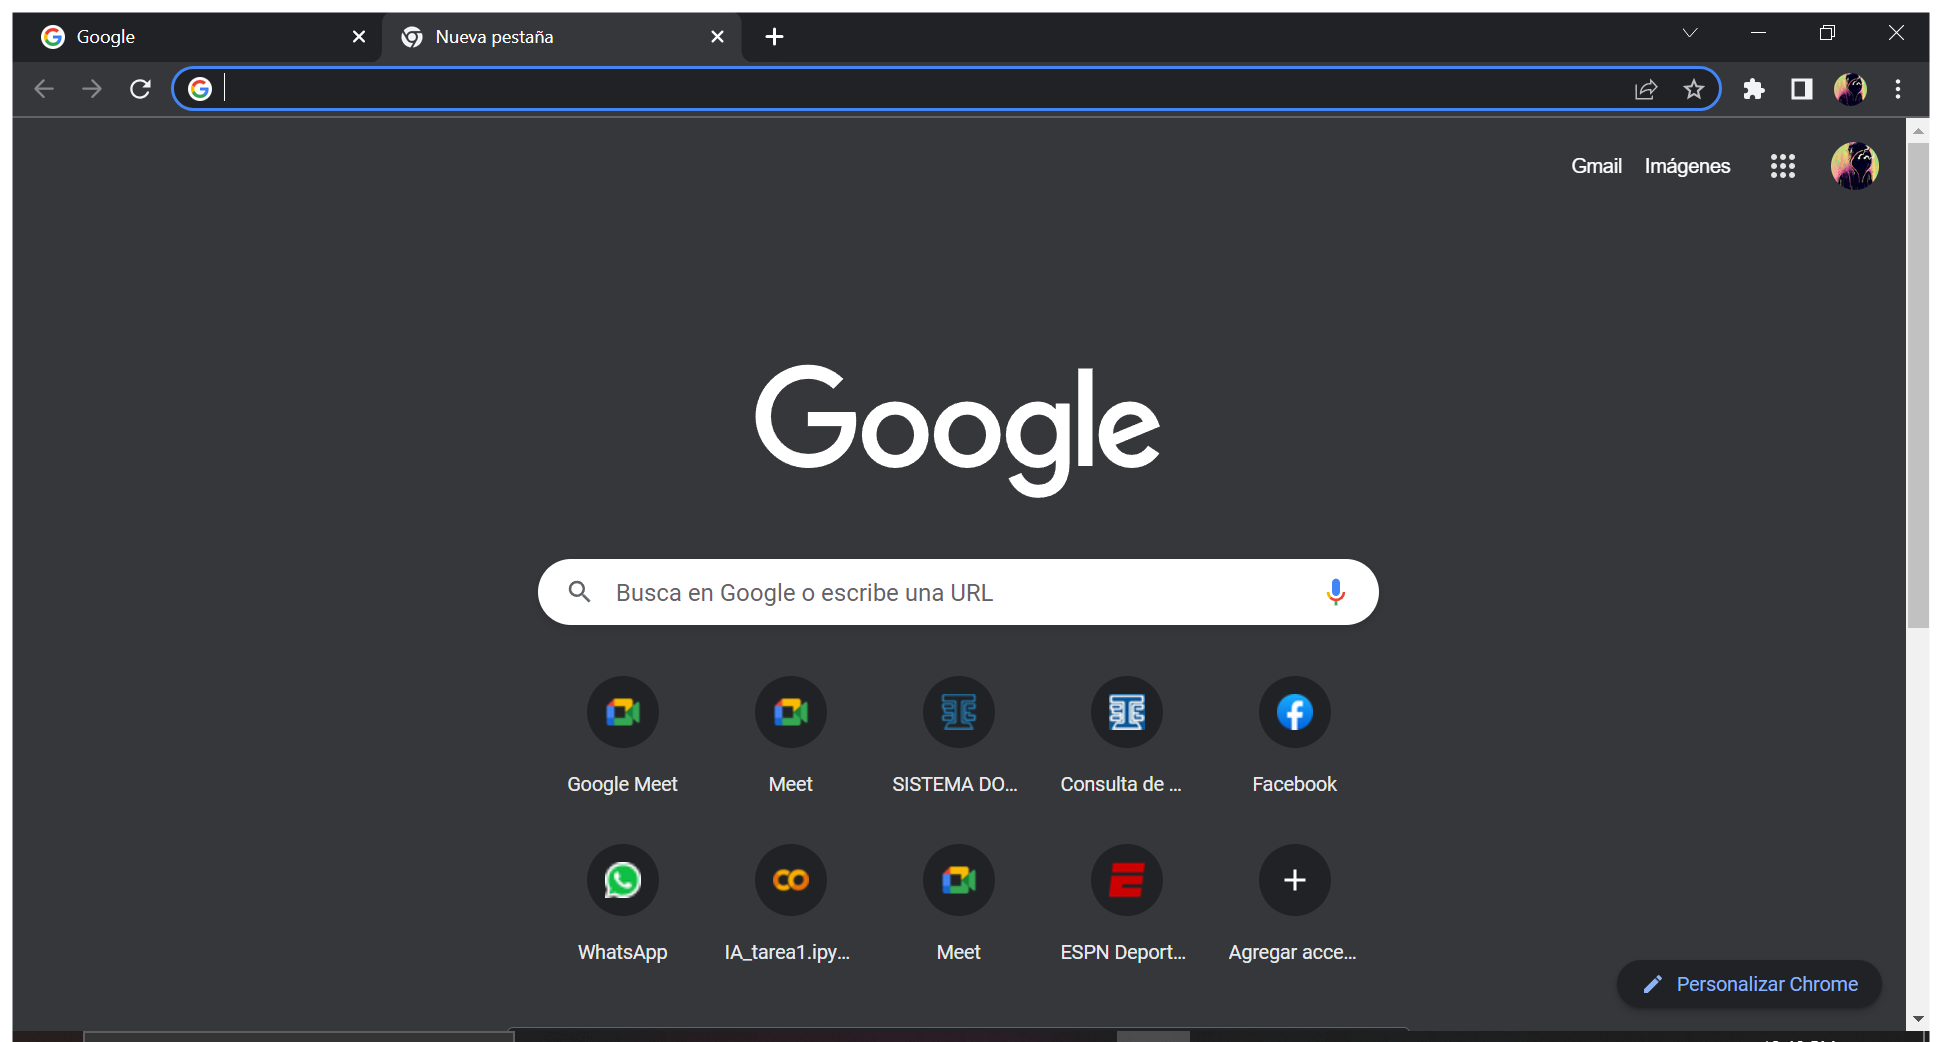 Google
Nueva pestaña
Gmail Imágenes
Google
Busca en Google o escribe una URL
Google Meet Meet SISTEMA DO... Consulta de ... Facebook
WhatsApp IA_tarea1.ipy... Meet ESPN Deport... Agregar acce...
Personalizar Chrome